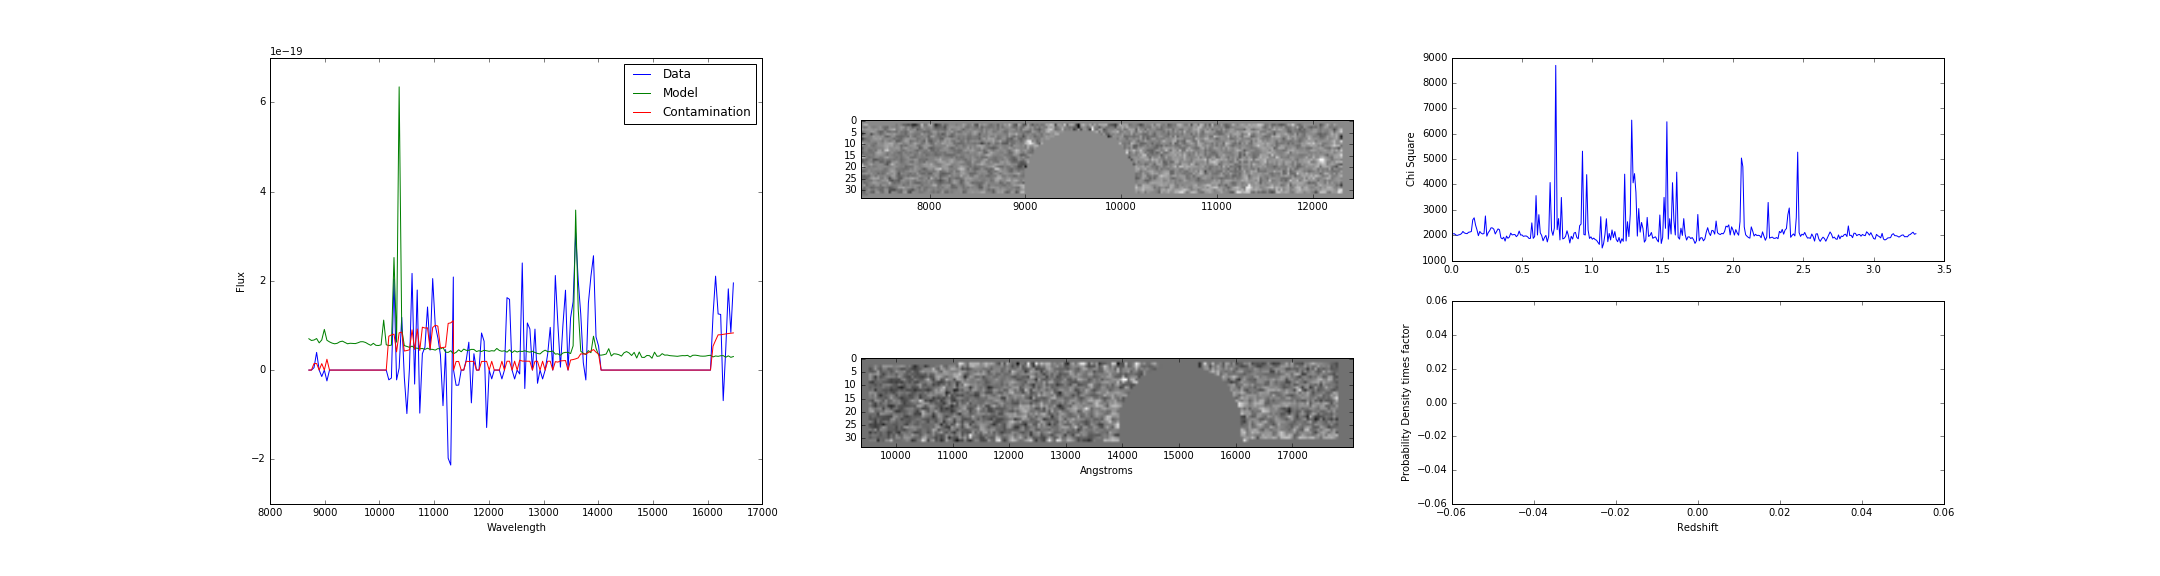 1e−19
6
4
2
0
−2
8000 9000 10000 11000 12000 13000 14000 15000 16000 17000
Wavelength
Flux
Data
Model
Contamination
0
5
10
15
20
25
30
8000 9000 10000 11000 12000
0
5
10
15
20
25
30
10000 11000 12000 13000 14000 15000 16000 17000
Angstroms
9000
8000
7000
6000
5000
4000
3000
2000
1000
0.0 0.5 1.0 1.5 2.0 2.5 3.0 3.5
Chi Square
0.06
0.04
0.02
0.00
−0.02
−0.04
−0.06
−0.06 −0.04 −0.02 0.00 0.02 0.04 0.06
Redshift
Probability Density times factor